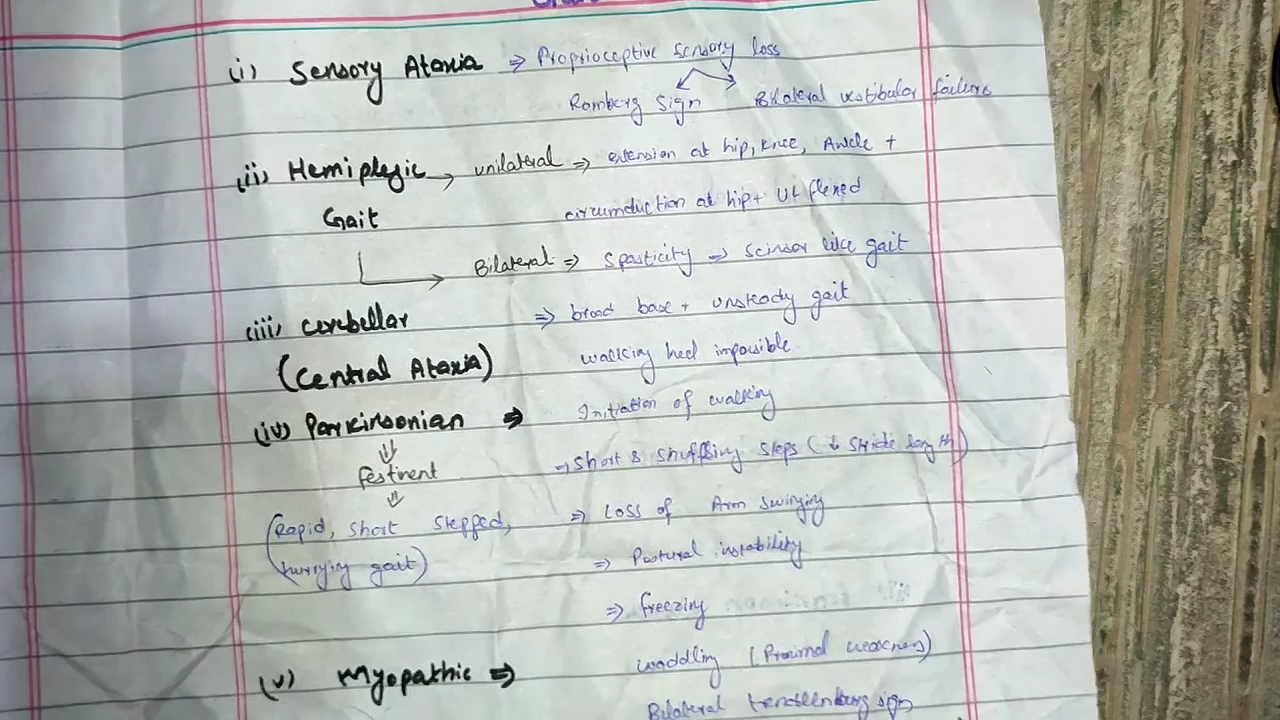 (i) Sensory Ataxia ⇒ Proprioceptive sensory loss
Romberg sign Bilateral vestibular failure
(ii) Hemiplegic → unilateral ⇒ extension at hip, knee, Ankle +
Gait circumduction at hip + UL flexed
Bilateral ⇒ Spasticity ⇒ Scissor like gait
(iii) Cerebellar ⇒ broad base + unsteady gait
(Central Ataxia) walking heel impossible
(iv) Parkinsonian ⇒ Initiation of walking
⇓
festinent ⇒ Short & Shuffling Steps (↓ Stride length)
⇓
(Rapid, Short Stepped, ⇒ Loss of Arm swinging
hurrying gait) ⇒ Postural instability
⇒ freezing
(v) Myopathic ⇒ waddling (Proximal weakness)
Bilateral sign